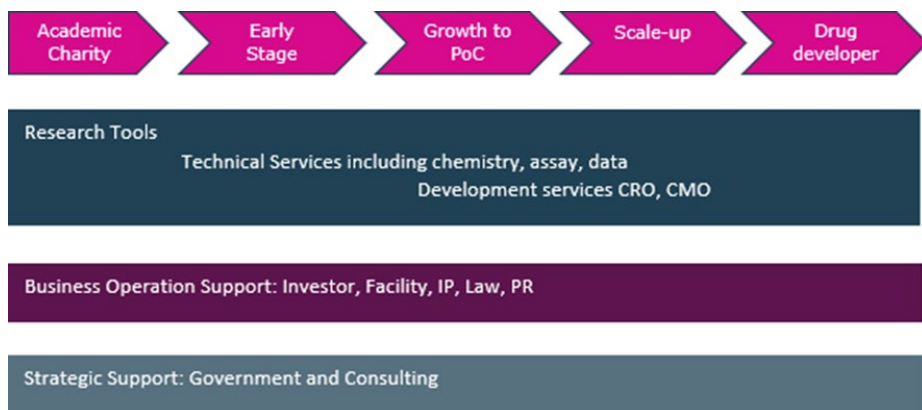 Academic
Charity
Early
Stage
Growth to
PoC
Scale-up
Drug
developer
Research Tools
Technical Services including chemistry, assay, data
Development services CRO, CMO
Business Operation Support: Investor, Facility, IP, Law, PR
Strategic Support: Government and Consulting